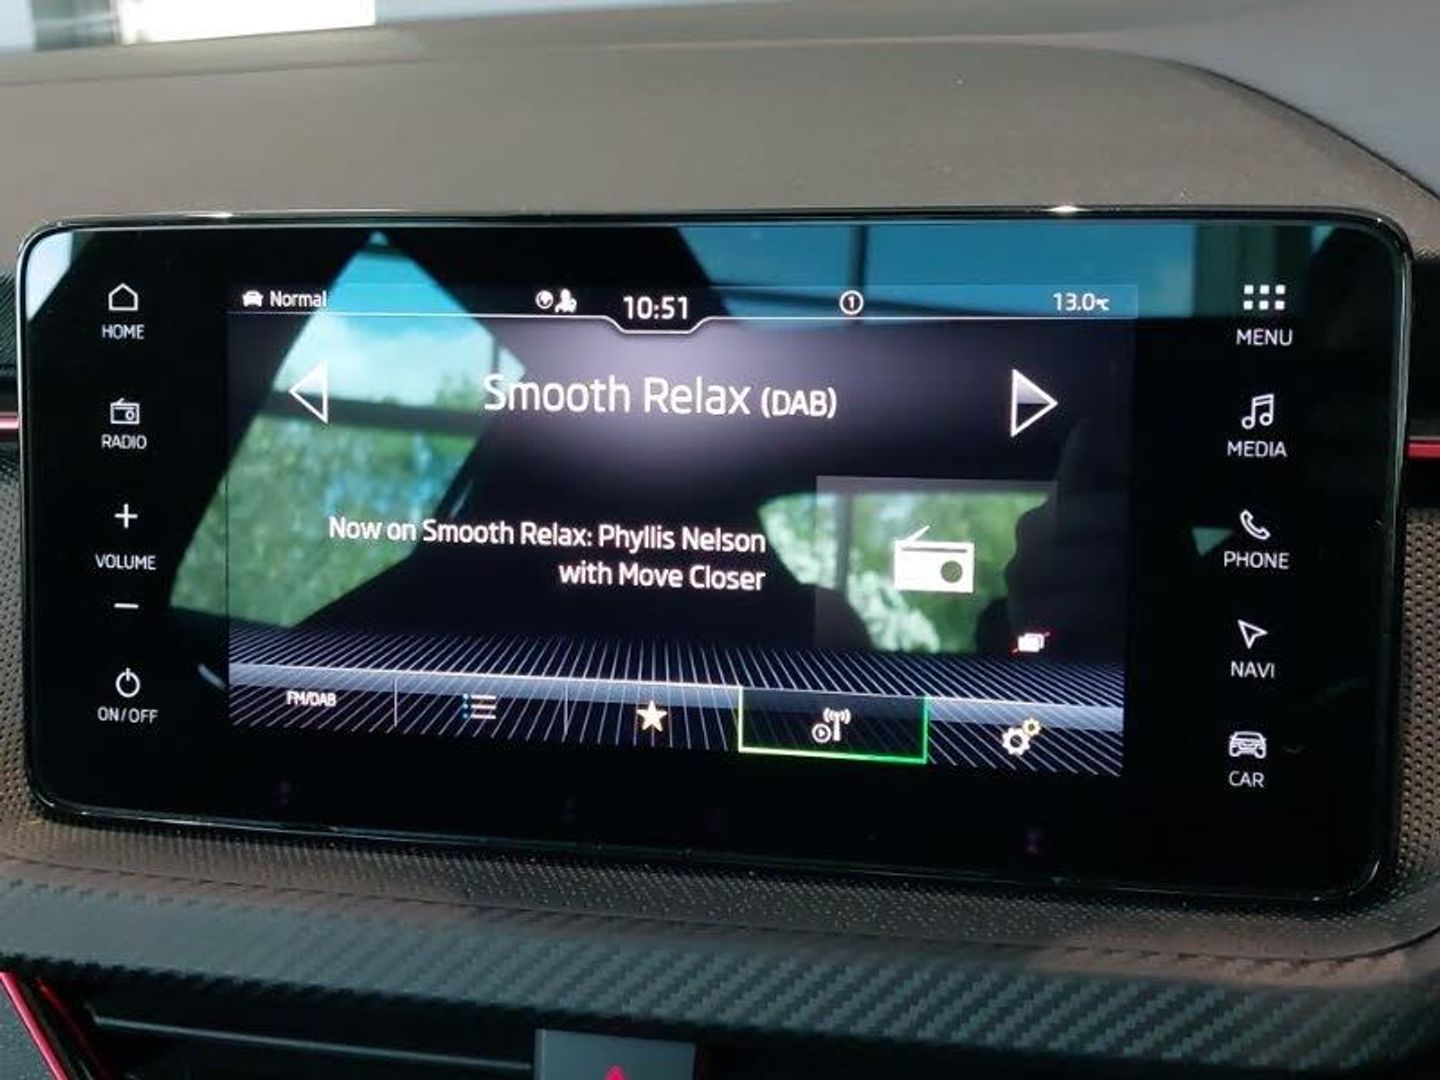 Normal
10:51
1
13.0°C
HOME
RADIO
+
VOLUME
−
ON/OFF
Smooth Relax (DAB)
Now on Smooth Relax: Phyllis Nelson
with Move Closer
FM/DAB
MENU
MEDIA
PHONE
NAVI
CAR